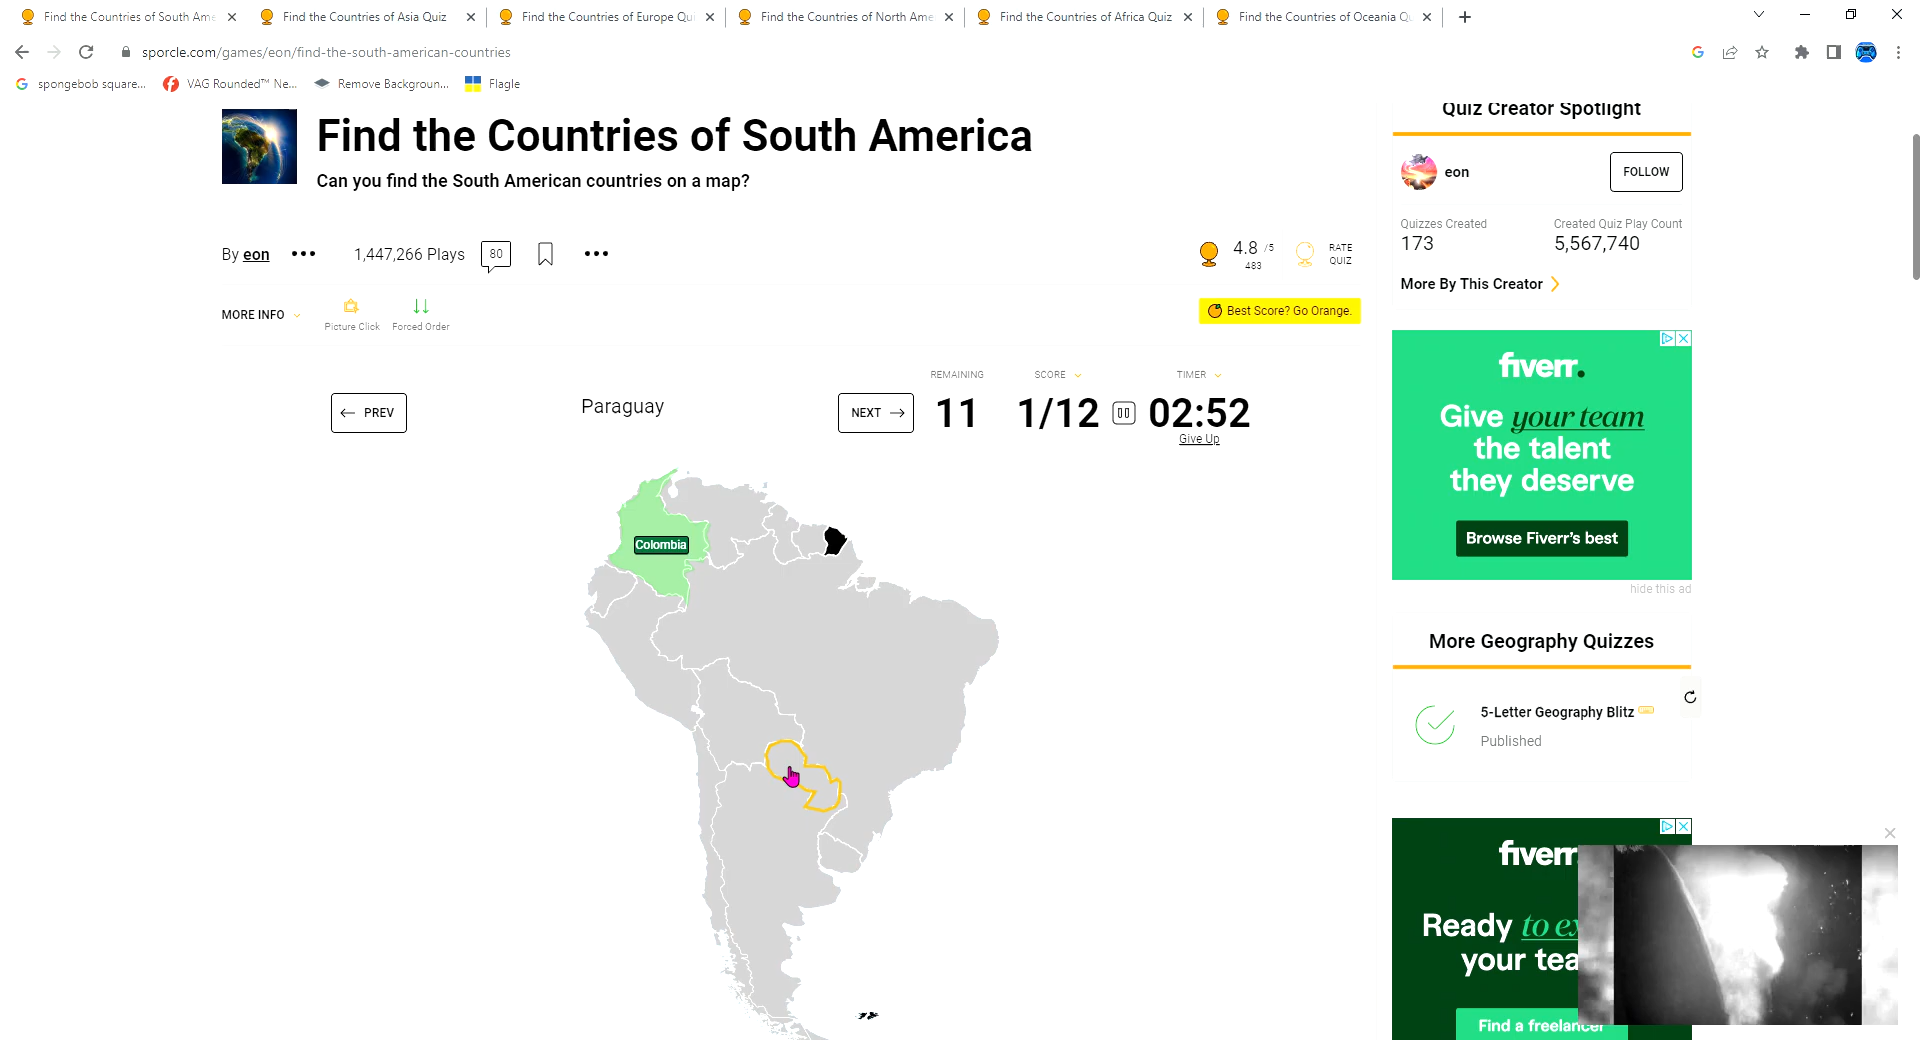 Find the Countries of South Ame
Find the Countries of Asia Quiz
Find the Countries of Europe Qu
Find the Countries of North Ame
Find the Countries of Africa Quiz
Find the Countries of Oceania Qu
sporcle.com/games/eon/find-the-south-american-countries
spongebob square...
VAG Rounded™ Ne...
Remove Backgroun...
Flagle
Find the Countries of South America
Can you find the South American countries on a map?
By eon
1,447,266 Plays
80
4.8 /5
483
RATE
QUIZ
MORE INFO
Picture Click
Forced Order
Best Score? Go Orange.
PREV
Paraguay
NEXT
REMAINING
11
SCORE
1/12
TIMER
02:52
Give Up
Colombia
Quiz Creator Spotlight
eon
FOLLOW
Quizzes Created
173
Created Quiz Play Count
5,567,740
More By This Creator
fiverr.
Give your team
the talent
they deserve
Browse Fiverr's best
hide this ad
More Geography Quizzes
5-Letter Geography Blitz
Published
fiverr
Ready to ex
your tea
Find a freelancer